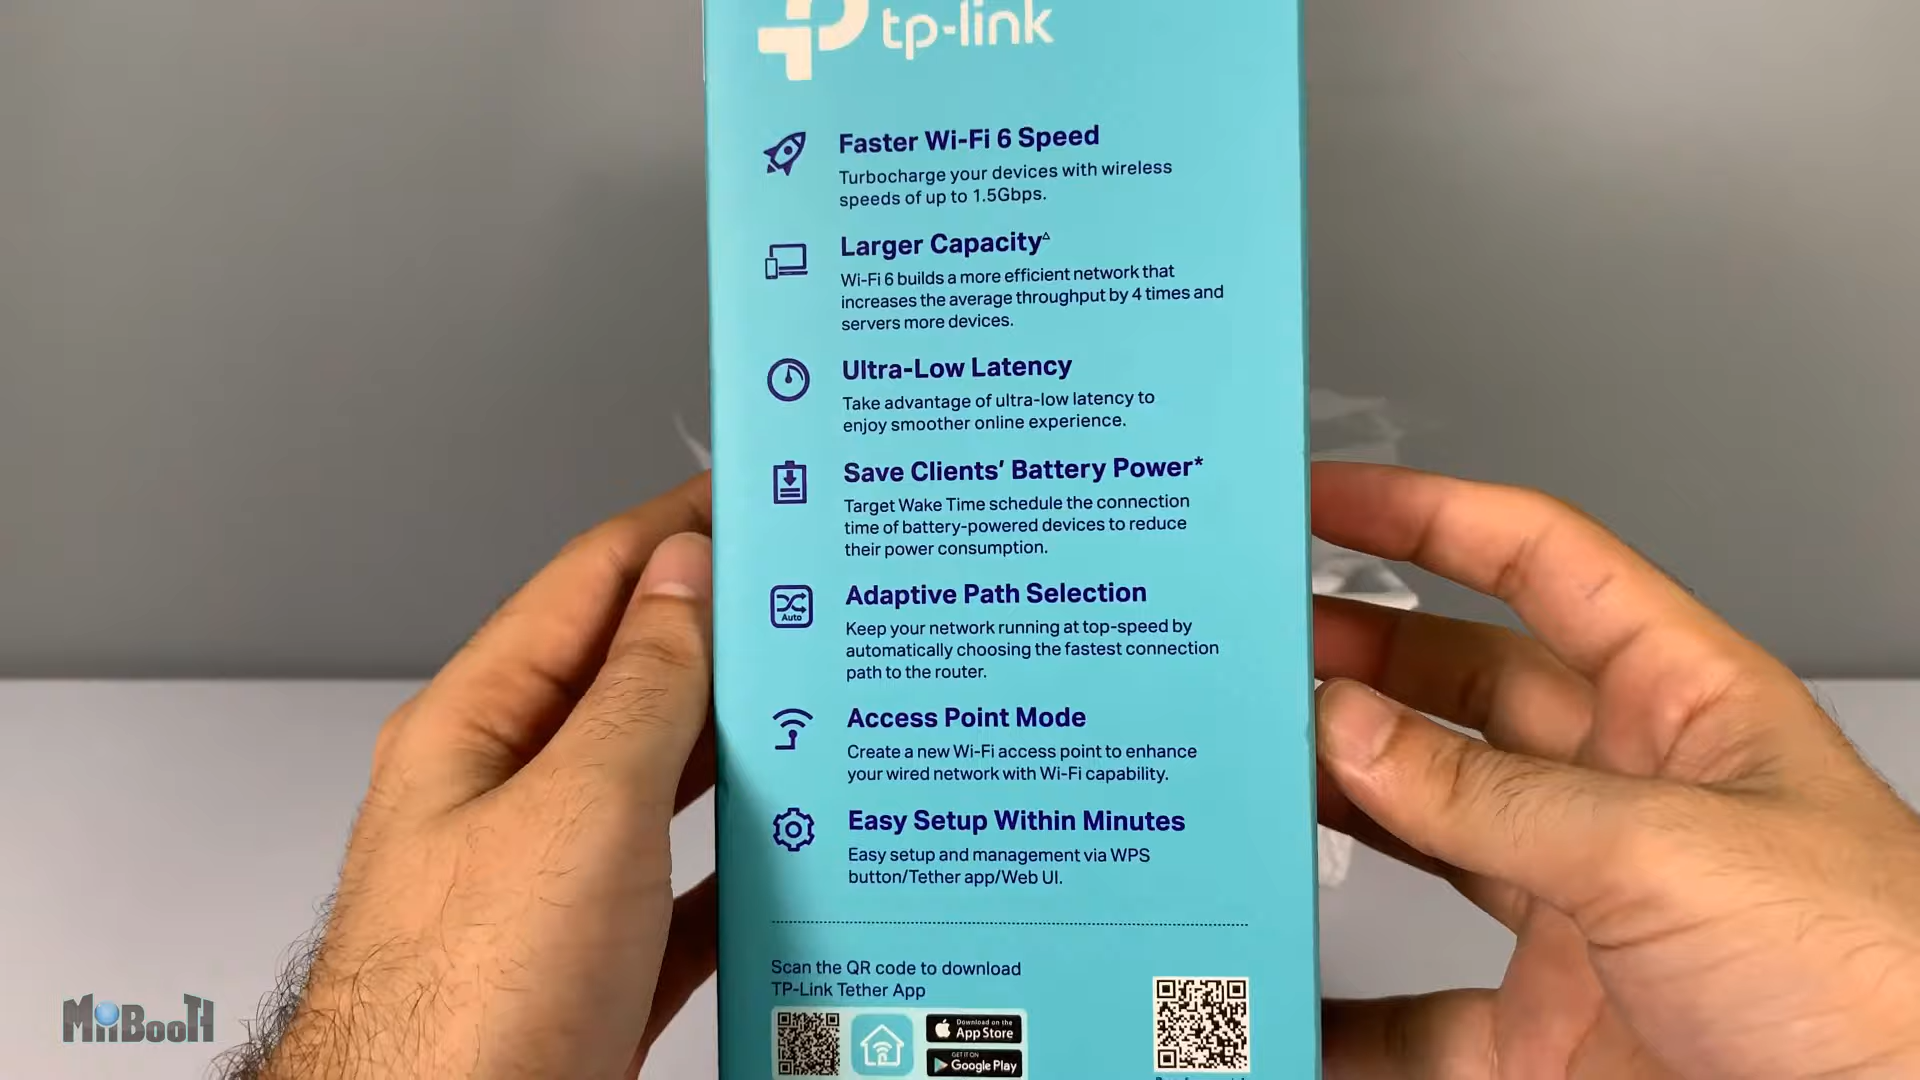 tp-link
Faster Wi-Fi 6 Speed
Turbocharge your devices with wireless
speeds of up to 1.5Gbps.
Larger Capacity△
Wi-Fi 6 builds a more efficient network that
increases the average throughput by 4 times and
servers more devices.
Ultra-Low Latency
Take advantage of ultra-low latency to
enjoy smoother online experience.
Save Clients' Battery Power*
Target Wake Time schedule the connection
time of battery-powered devices to reduce
their power consumption.
Auto
Adaptive Path Selection
Keep your network running at top-speed by
automatically choosing the fastest connection
path to the router.
Access Point Mode
Create a new Wi-Fi access point to enhance
your wired network with Wi-Fi capability.
Easy Setup Within Minutes
Easy setup and management via WPS
button/Tether app/Web UI.
Scan the QR code to download
TP-Link Tether App
Download on the
App Store
GET IT ON
Google Play
MiiBooTH